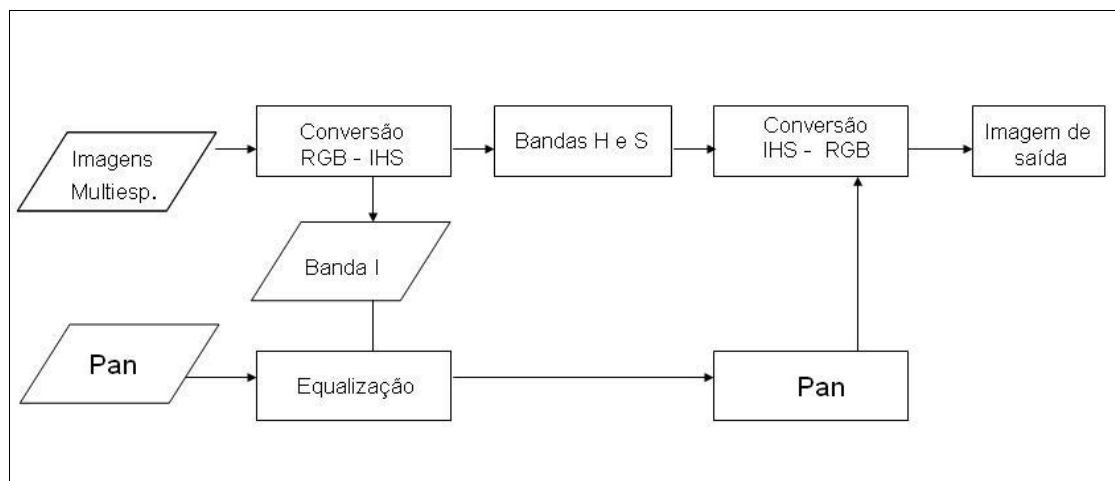 Imagens
Multiesp.
Conversão
RGB - IHS
Bandas H e S
Conversão
IHS - RGB
Imagem de
saída
Banda I
Pan
Equalização
Pan